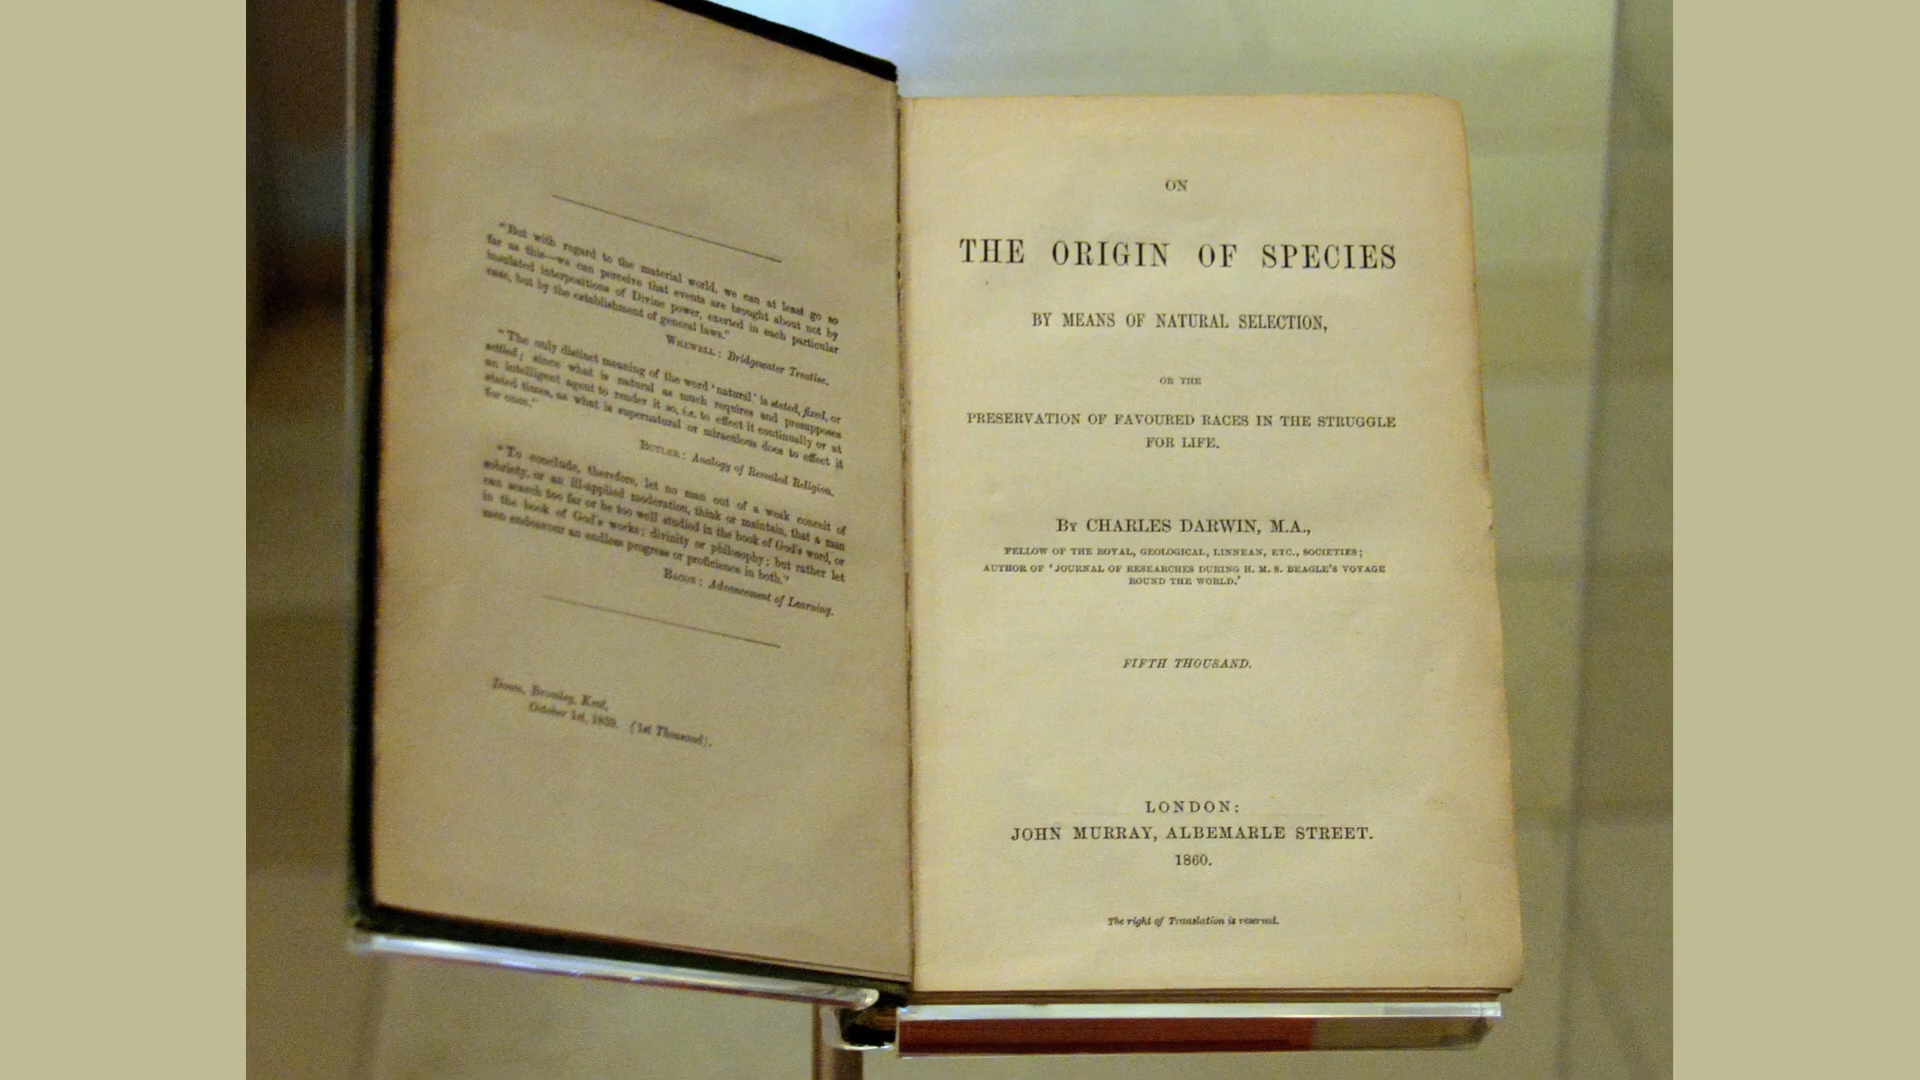 "But with regard to the material world, we can at least go so
far as this—we can perceive that events are brought about not by
insulated interpositions of Divine power, exerted in each particular
case, but by the establishment of general laws."
WHEWELL: Bridgewater Treatise.
"The only distinct meaning of the word 'natural' is stated, fixed, or
settled; since what is natural as much requires and presupposes
an intelligent agent to render it so, i.e. to effect it continually or at
stated times, as what is supernatural or miraculous does to effect it
for once."
BUTLER: Analogy of Revealed Religion.
"To conclude, therefore, let no man out of a weak conceit of
sobriety, or an ill-applied moderation, think or maintain, that a man
can search too far or be too well studied in the book of God's word, or
in the book of God's works; divinity or philosophy; but rather let
men endeavour an endless progress or proficience in both."
BACON: Advancement of Learning.
Down, Bromley, Kent,
October 1st, 1859. (1st Thousand).
ON
THE ORIGIN OF SPECIES
BY MEANS OF NATURAL SELECTION,
OR THE
PRESERVATION OF FAVOURED RACES IN THE STRUGGLE
FOR LIFE.
BY CHARLES DARWIN, M.A.,
FELLOW OF THE ROYAL, GEOLOGICAL, LINNEAN, ETC., SOCIETIES;
AUTHOR OF 'JOURNAL OF RESEARCHES DURING H. M. S. BEAGLE'S VOYAGE
ROUND THE WORLD.'
FIFTH THOUSAND.
LONDON:
JOHN MURRAY, ALBEMARLE STREET.
1860.
The right of Translation is reserved.